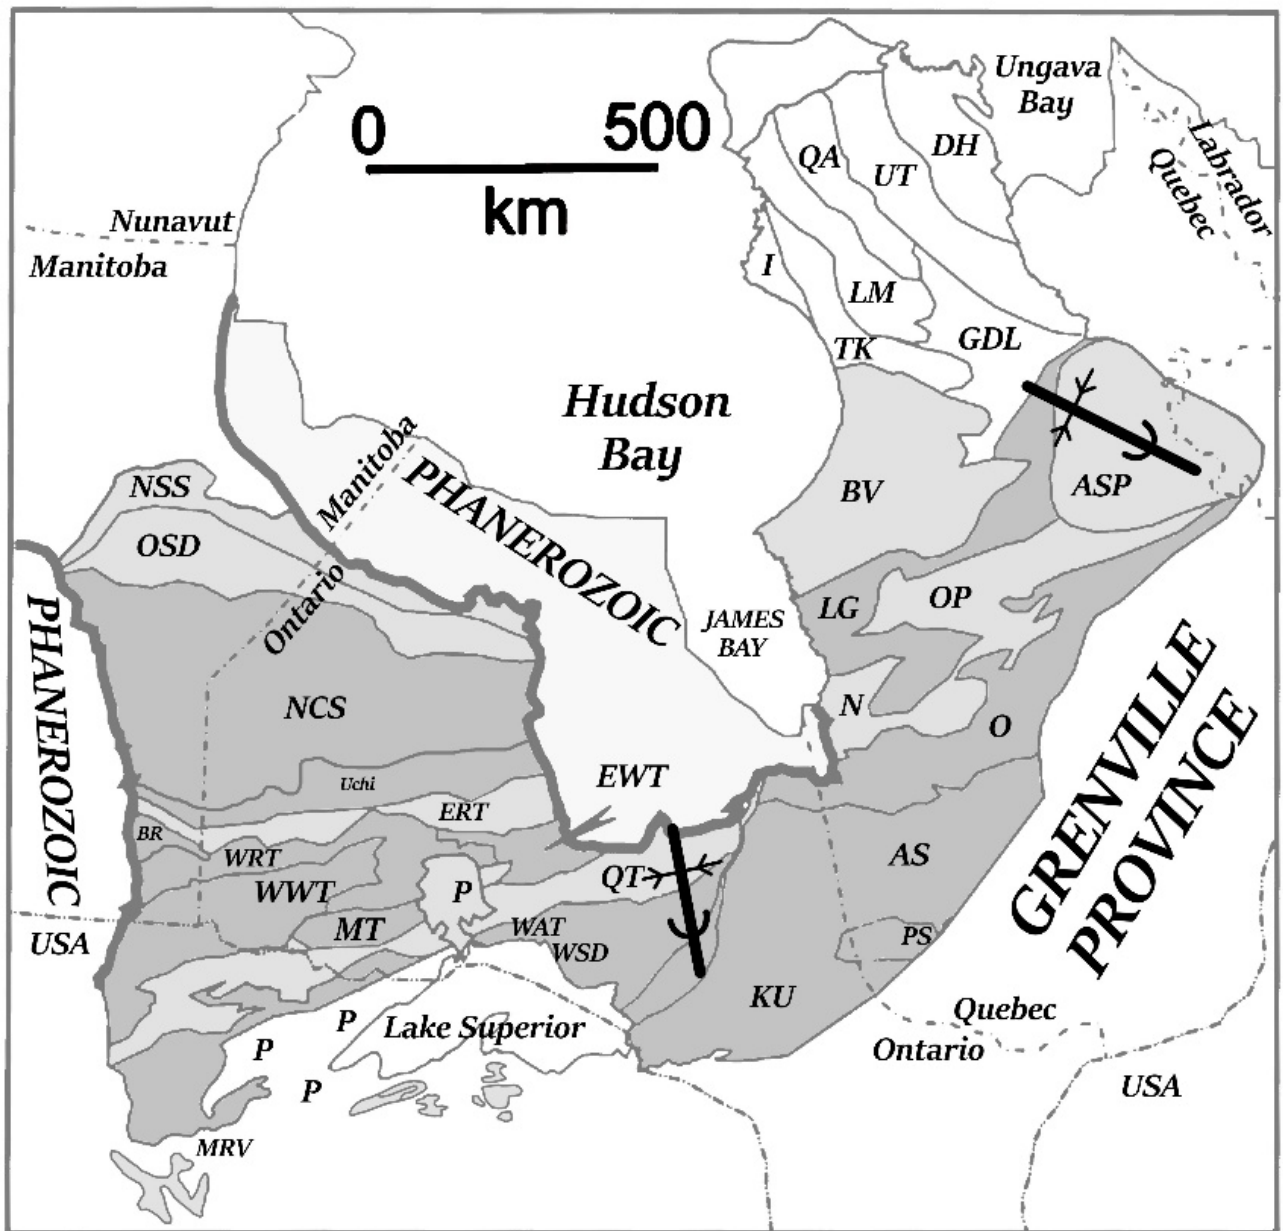 Ungava
Bay
0 500
km
QA
UT
DH
Labrador
Quebec
Nunavut
Manitoba
I
LM
TK
GDL
Hudson
Bay
Manitoba
Ontario
PHANEROZOIC
NSS
OSD
BV
ASP
PHANEROZOIC
JAMES
BAY
LG
OP
NCS
N
O
EWT
Uchi
ERT
BR
WRT
WWT
MT
P
QT
WAT
WSD
AS
PS
KU
GRENVILLE
PROVINCE
USA
Lake Superior
P
P
P
Quebec
Ontario
USA
MRV